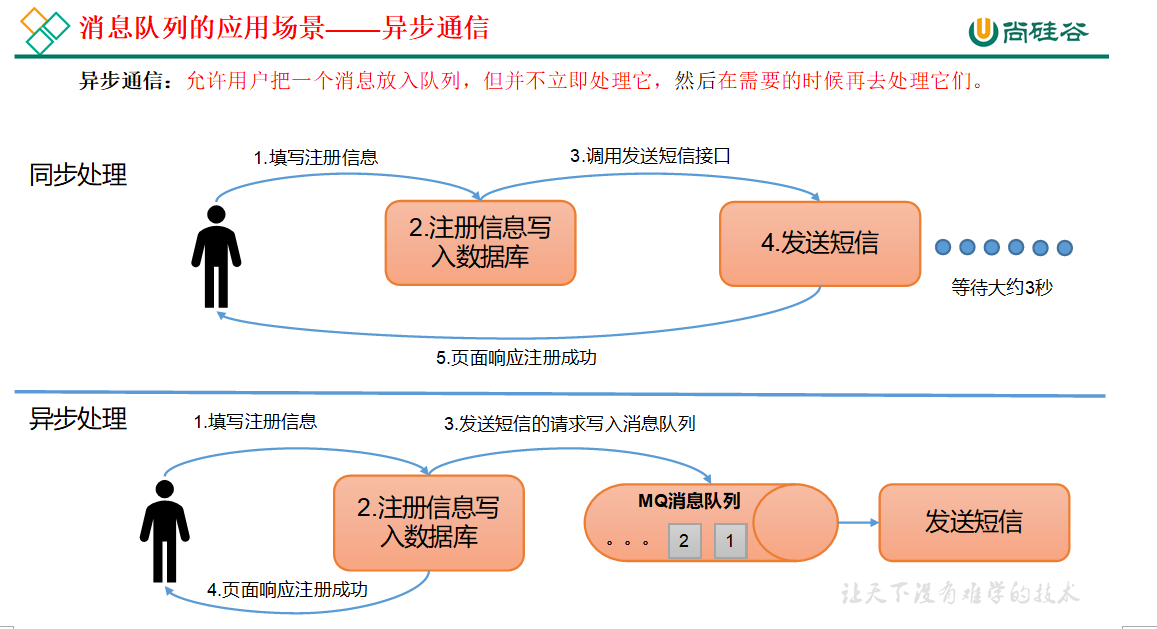 消息队列的应用场景——异步通信
尚硅谷
异步通信：允许用户把一个消息放入队列，但并不立即处理它，然后在需要的时候再去处理它们。
同步处理
1.填写注册信息
3.调用发送短信接口
2.注册信息写
入数据库
4.发送短信
等待大约3秒
5.页面响应注册成功
异步处理
1.填写注册信息
3.发送短信的请求写入消息队列
2.注册信息写
入数据库
MQ消息队列
。。。 2 1
发送短信
4.页面响应注册成功
让天下没有难学的技术